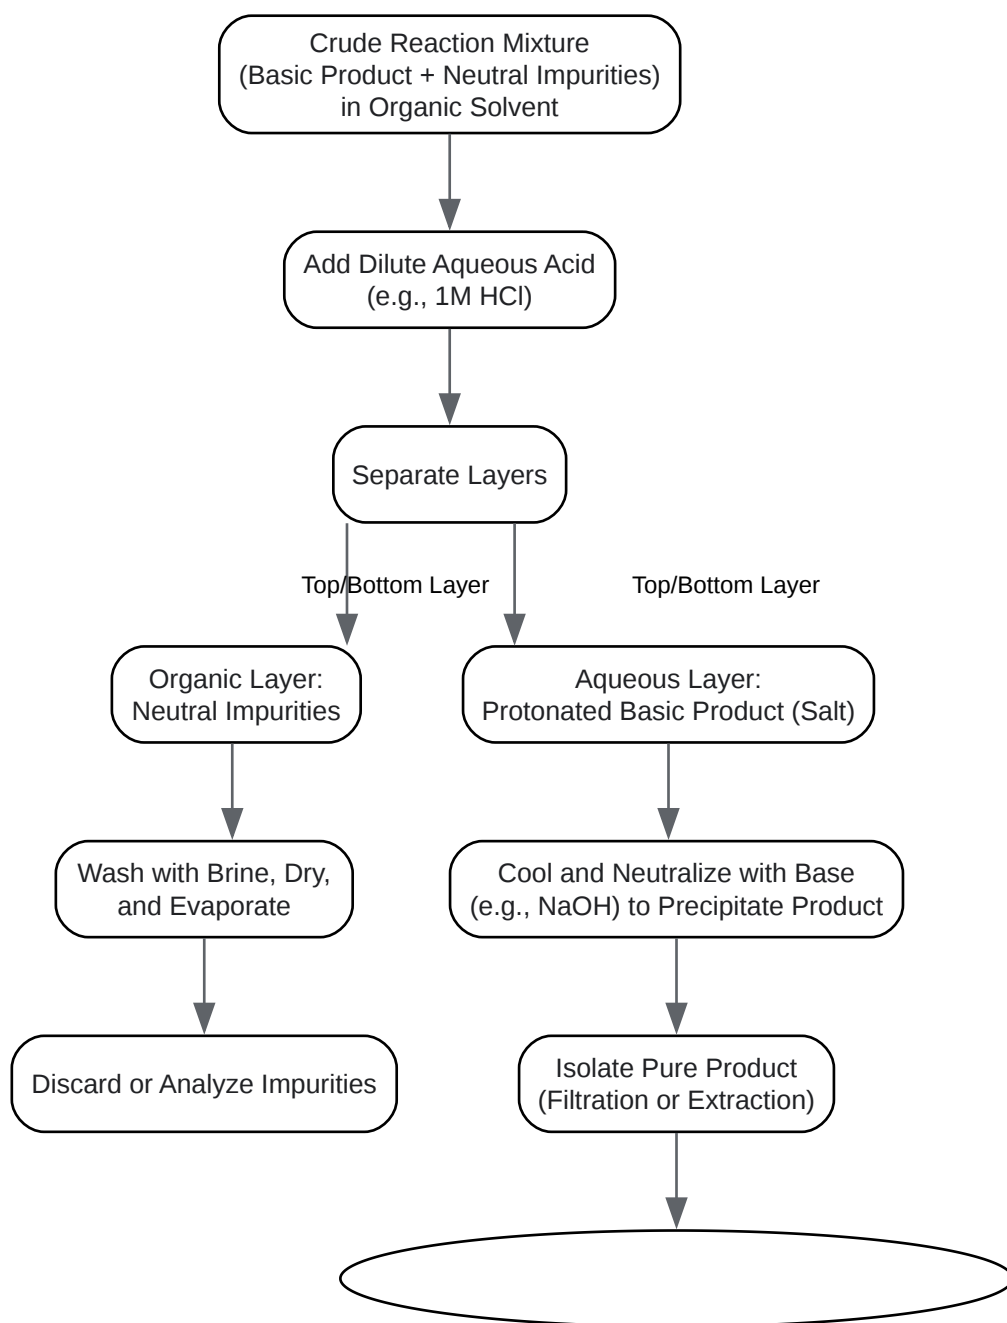 Crude Reaction Mixture
(Basic Product + Neutral Impurities)
in Organic Solvent
Add Dilute Aqueous Acid
(e.g., 1M HCl)
Separate Layers
Top/Bottom Layer
Top/Bottom Layer
Organic Layer:
Neutral Impurities
Aqueous Layer:
Protonated Basic Product (Salt)
Wash with Brine, Dry,
and Evaporate
Cool and Neutralize with Base
(e.g., NaOH) to Precipitate Product
Discard or Analyze Impurities
Isolate Pure Product
(Filtration or Extraction)